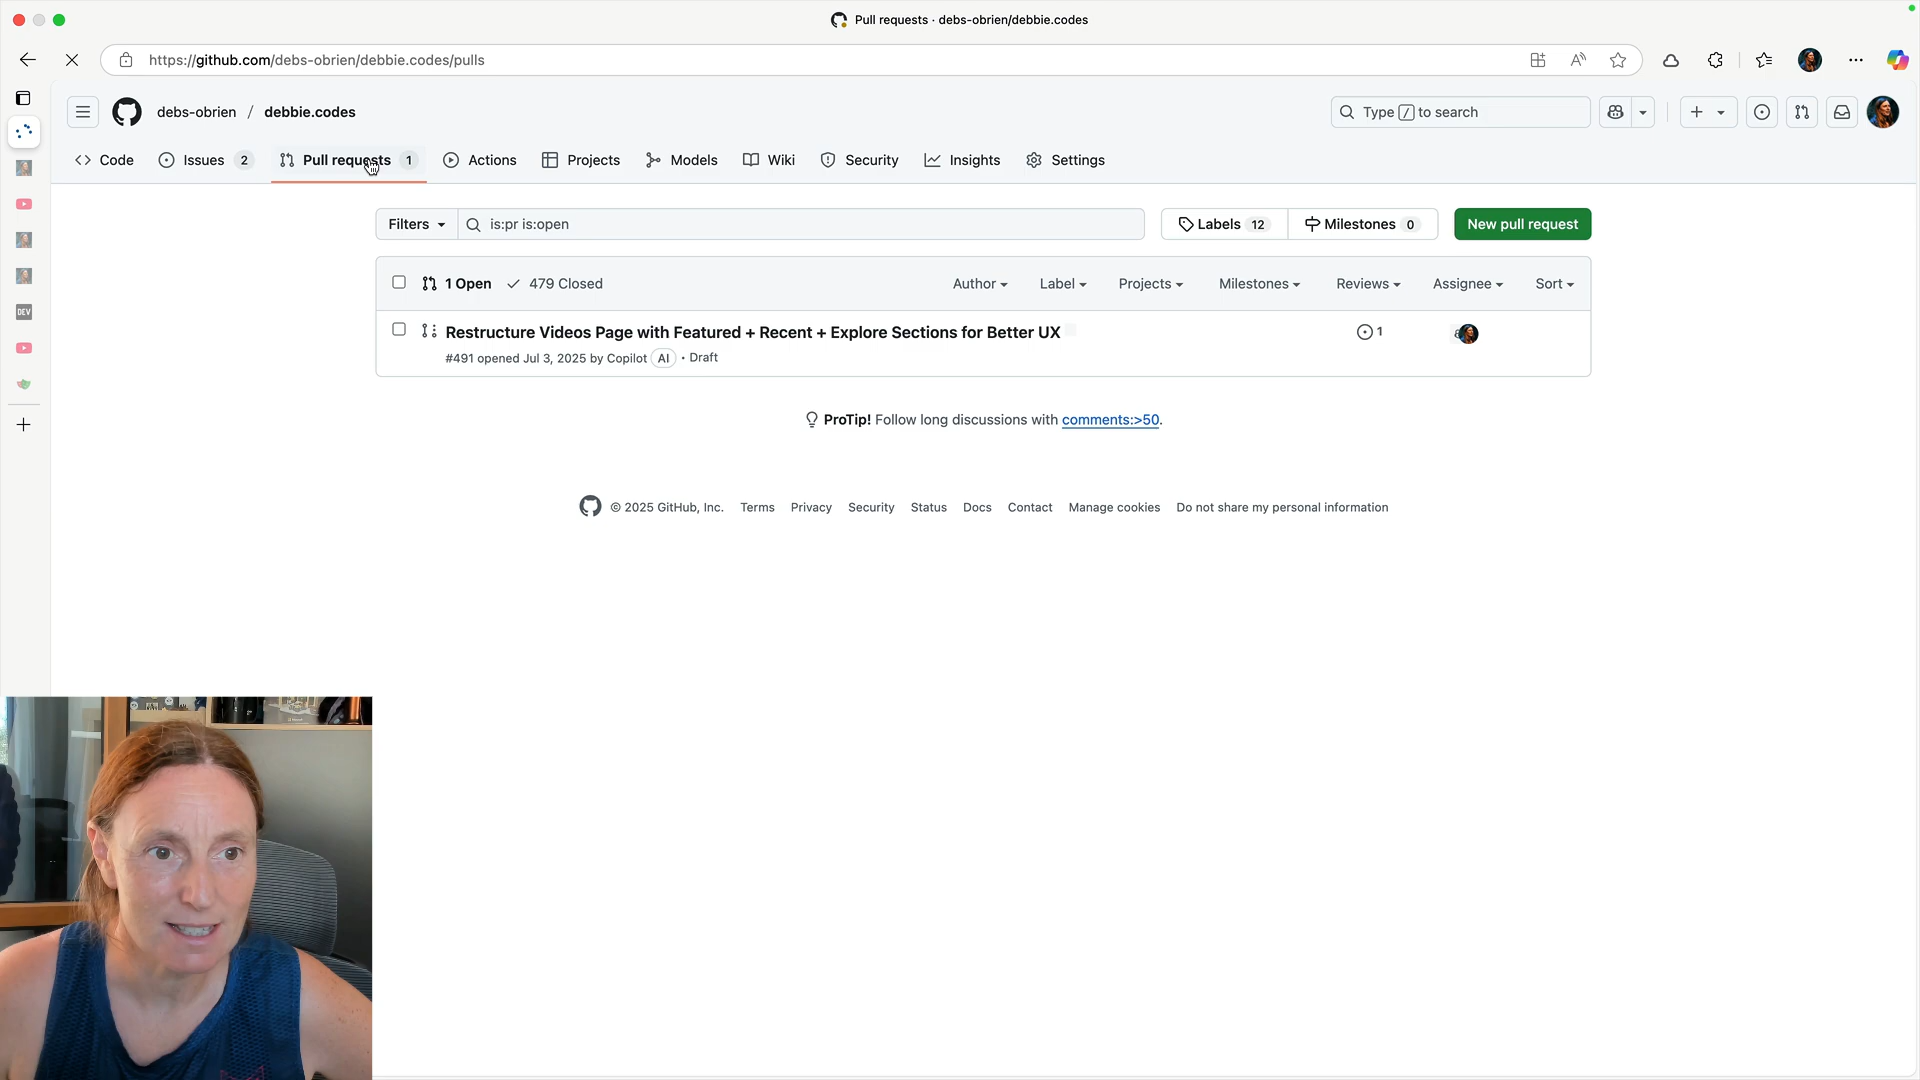 Pull requests · debs-obrien/debbie.codes
https://github.com/debs-obrien/debbie.codes/pulls
debs-obrien / debbie.codes
Type / to search
Code
Issues 2
Pull requests 1
Actions
Projects
Models
Wiki
Security
Insights
Settings
Filters
is:pr is:open
Labels 12
Milestones 0
New pull request
1 Open
479 Closed
Author
Label
Projects
Milestones
Reviews
Assignee
Sort
Restructure Videos Page with Featured + Recent + Explore Sections for Better UX
1
#491 opened Jul 3, 2025 by Copilot AI • Draft
ProTip! Follow long discussions with comments:>50.
© 2025 GitHub, Inc. Terms Privacy Security Status Docs Contact Manage cookies Do not share my personal information
DEV